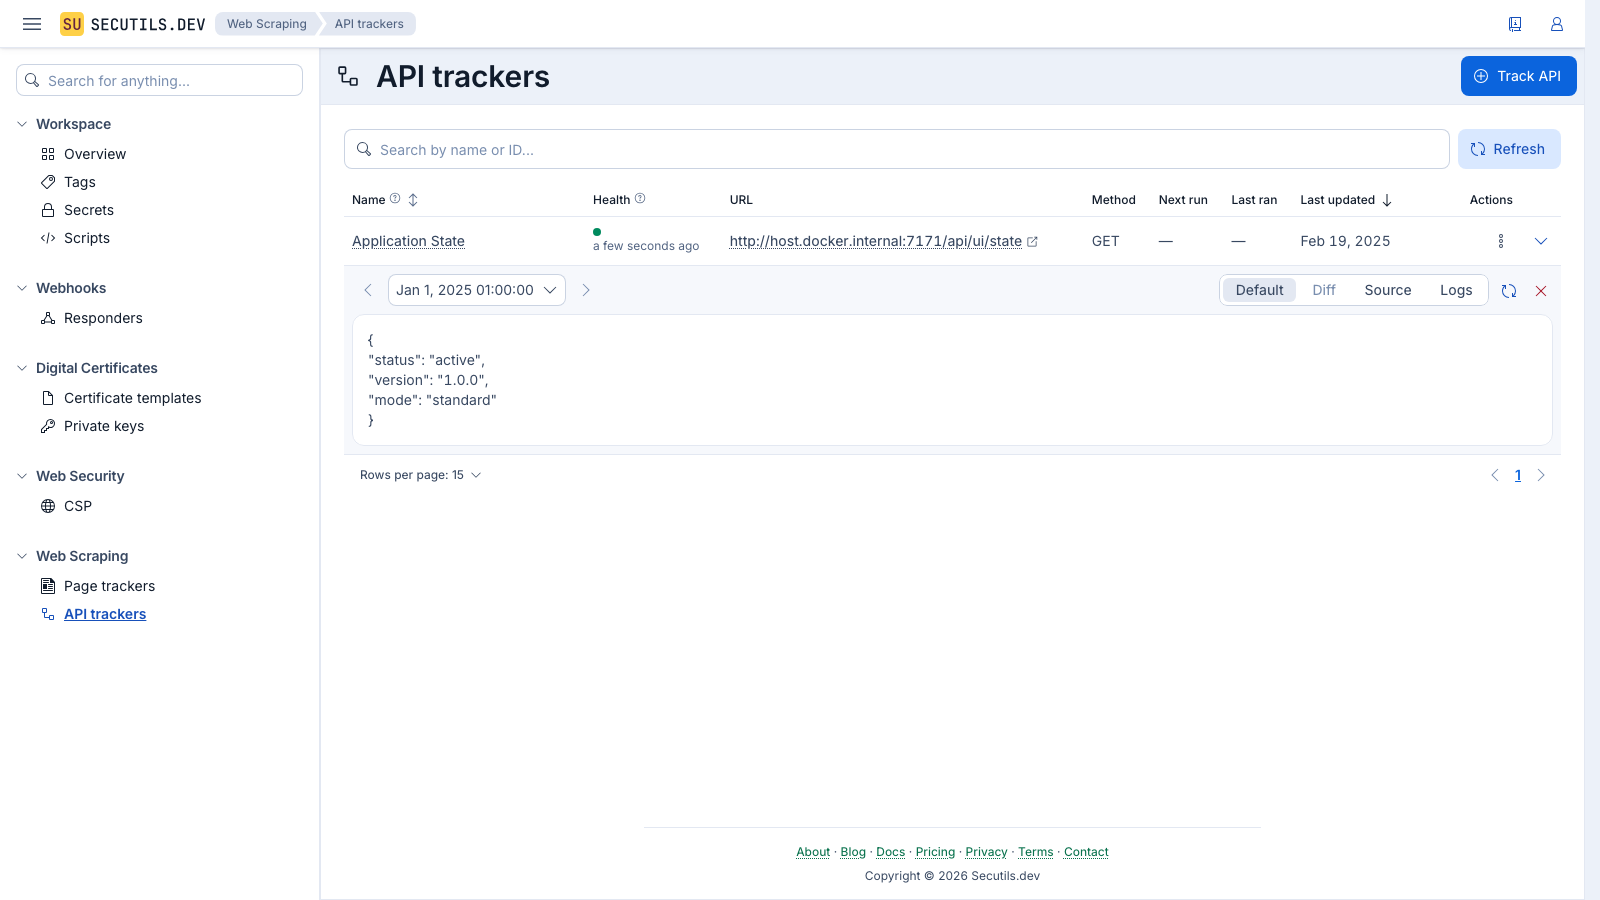 SU SECUTILS.DEV
Web Scraping
API trackers
Search for anything...
Workspace
Overview
Tags
Secrets
Scripts
Webhooks
Responders
Digital Certificates
Certificate templates
Private keys
Web Security
CSP
Web Scraping
Page trackers
API trackers
API trackers
Track API
Search by name or ID...
Refresh
Name Health URL Method Next run Last ran Last updated Actions
Application State a few seconds ago http://host.docker.internal:7171/api/ui/state GET — — Feb 19, 2025
Jan 1, 2025 01:00:00
Default Diff Source Logs
{
"status": "active",
"version": "1.0.0",
"mode": "standard"
}
Rows per page: 15
1
About · Blog · Docs · Pricing · Privacy · Terms · Contact
Copyright © 2026 Secutils.dev